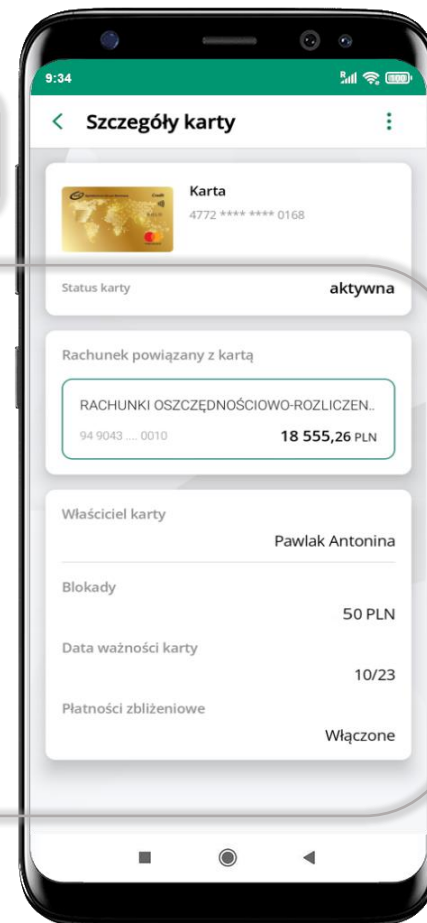 9:34
Szczegóły karty
Karta
4772 **** **** 0168
Status karty
aktywna
Rachunek powiązany z kartą
RACHUNKI OSZCZĘDNOŚCIOWO-ROZLICZEN..
94 9043 .... 0010
18 555,26 PLN
Właściciel karty
Pawlak Antonina
Blokady
50 PLN
Data ważności karty
10/23
Płatności zbliżeniowe
Włączone